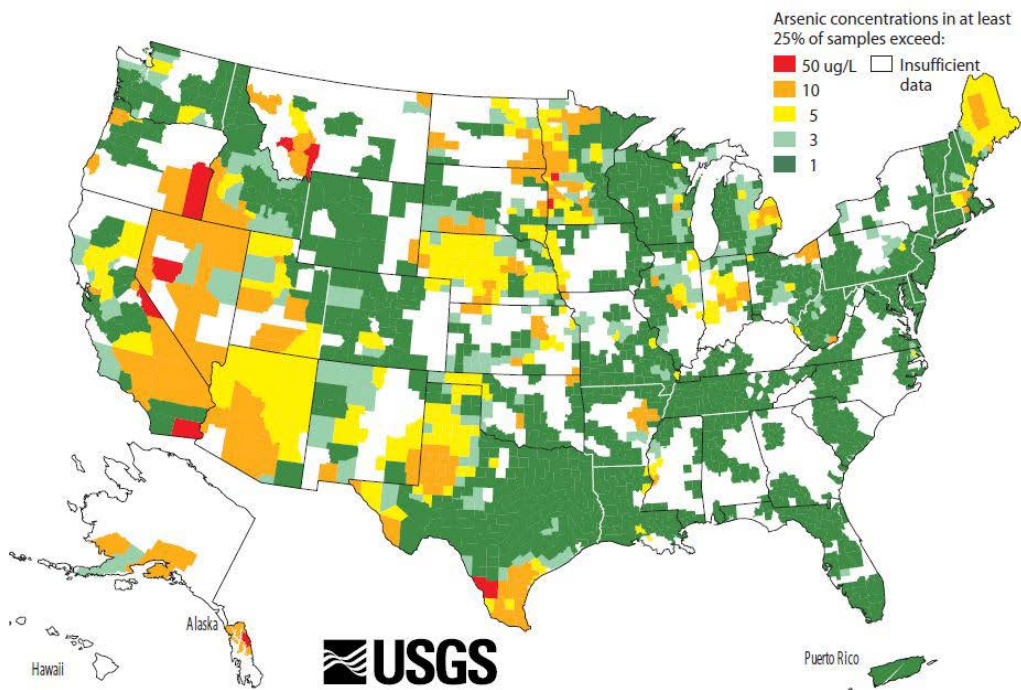 Arsenic concentrations in at least
25% of samples exceed:
50 ug/L Insufficient
data
10
5
3
1
Alaska
Hawaii
USGS
Puerto Rico